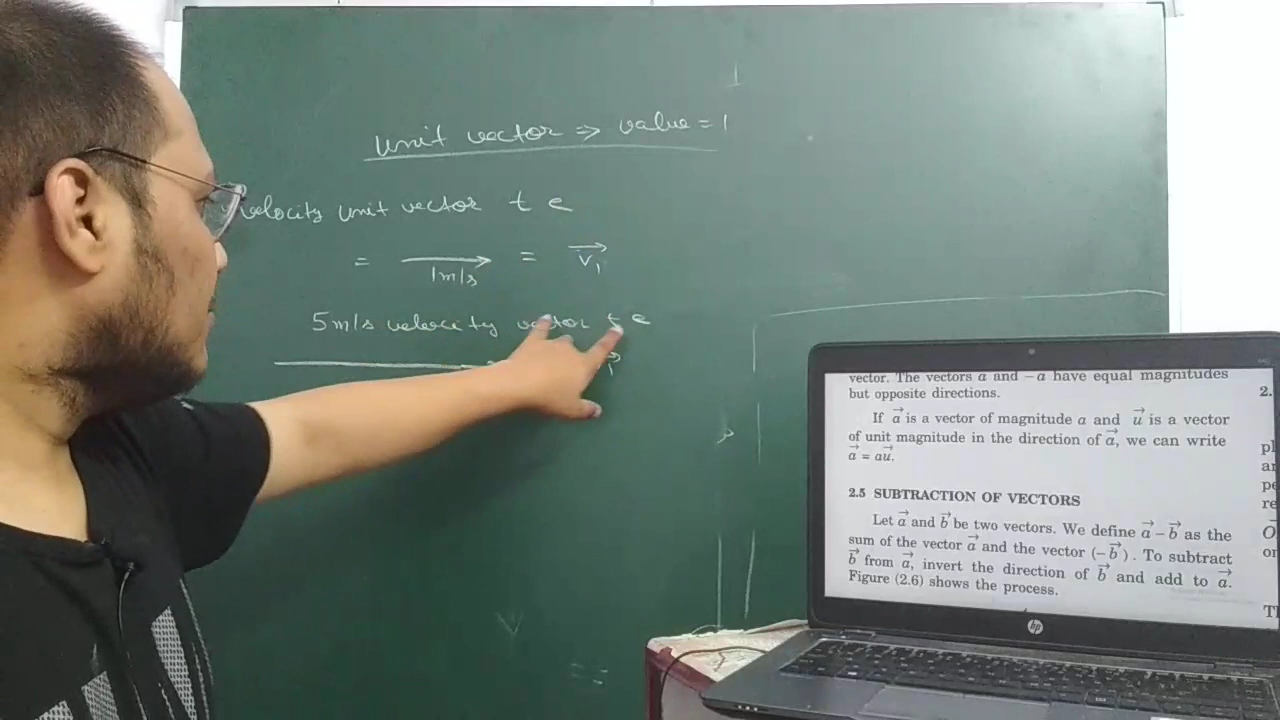 unit vector ⇒ value = 1
velocity unit vector t e
= 1m/s = v⃗₁
5m/s velocity vector t e
vector. The vectors a and −a have equal magnitudes
but opposite directions.
If a⃗ is a vector of magnitude a and u⃗ is a vector
of unit magnitude in the direction of a⃗, we can write
a⃗ = au⃗.
2.5 SUBTRACTION OF VECTORS
Let a⃗ and b⃗ be two vectors. We define a⃗ − b⃗ as the
sum of the vector a⃗ and the vector (−b⃗). To subtract
b⃗ from a⃗, invert the direction of b⃗ and add to a⃗.
Figure (2.6) shows the process.
2.
hp